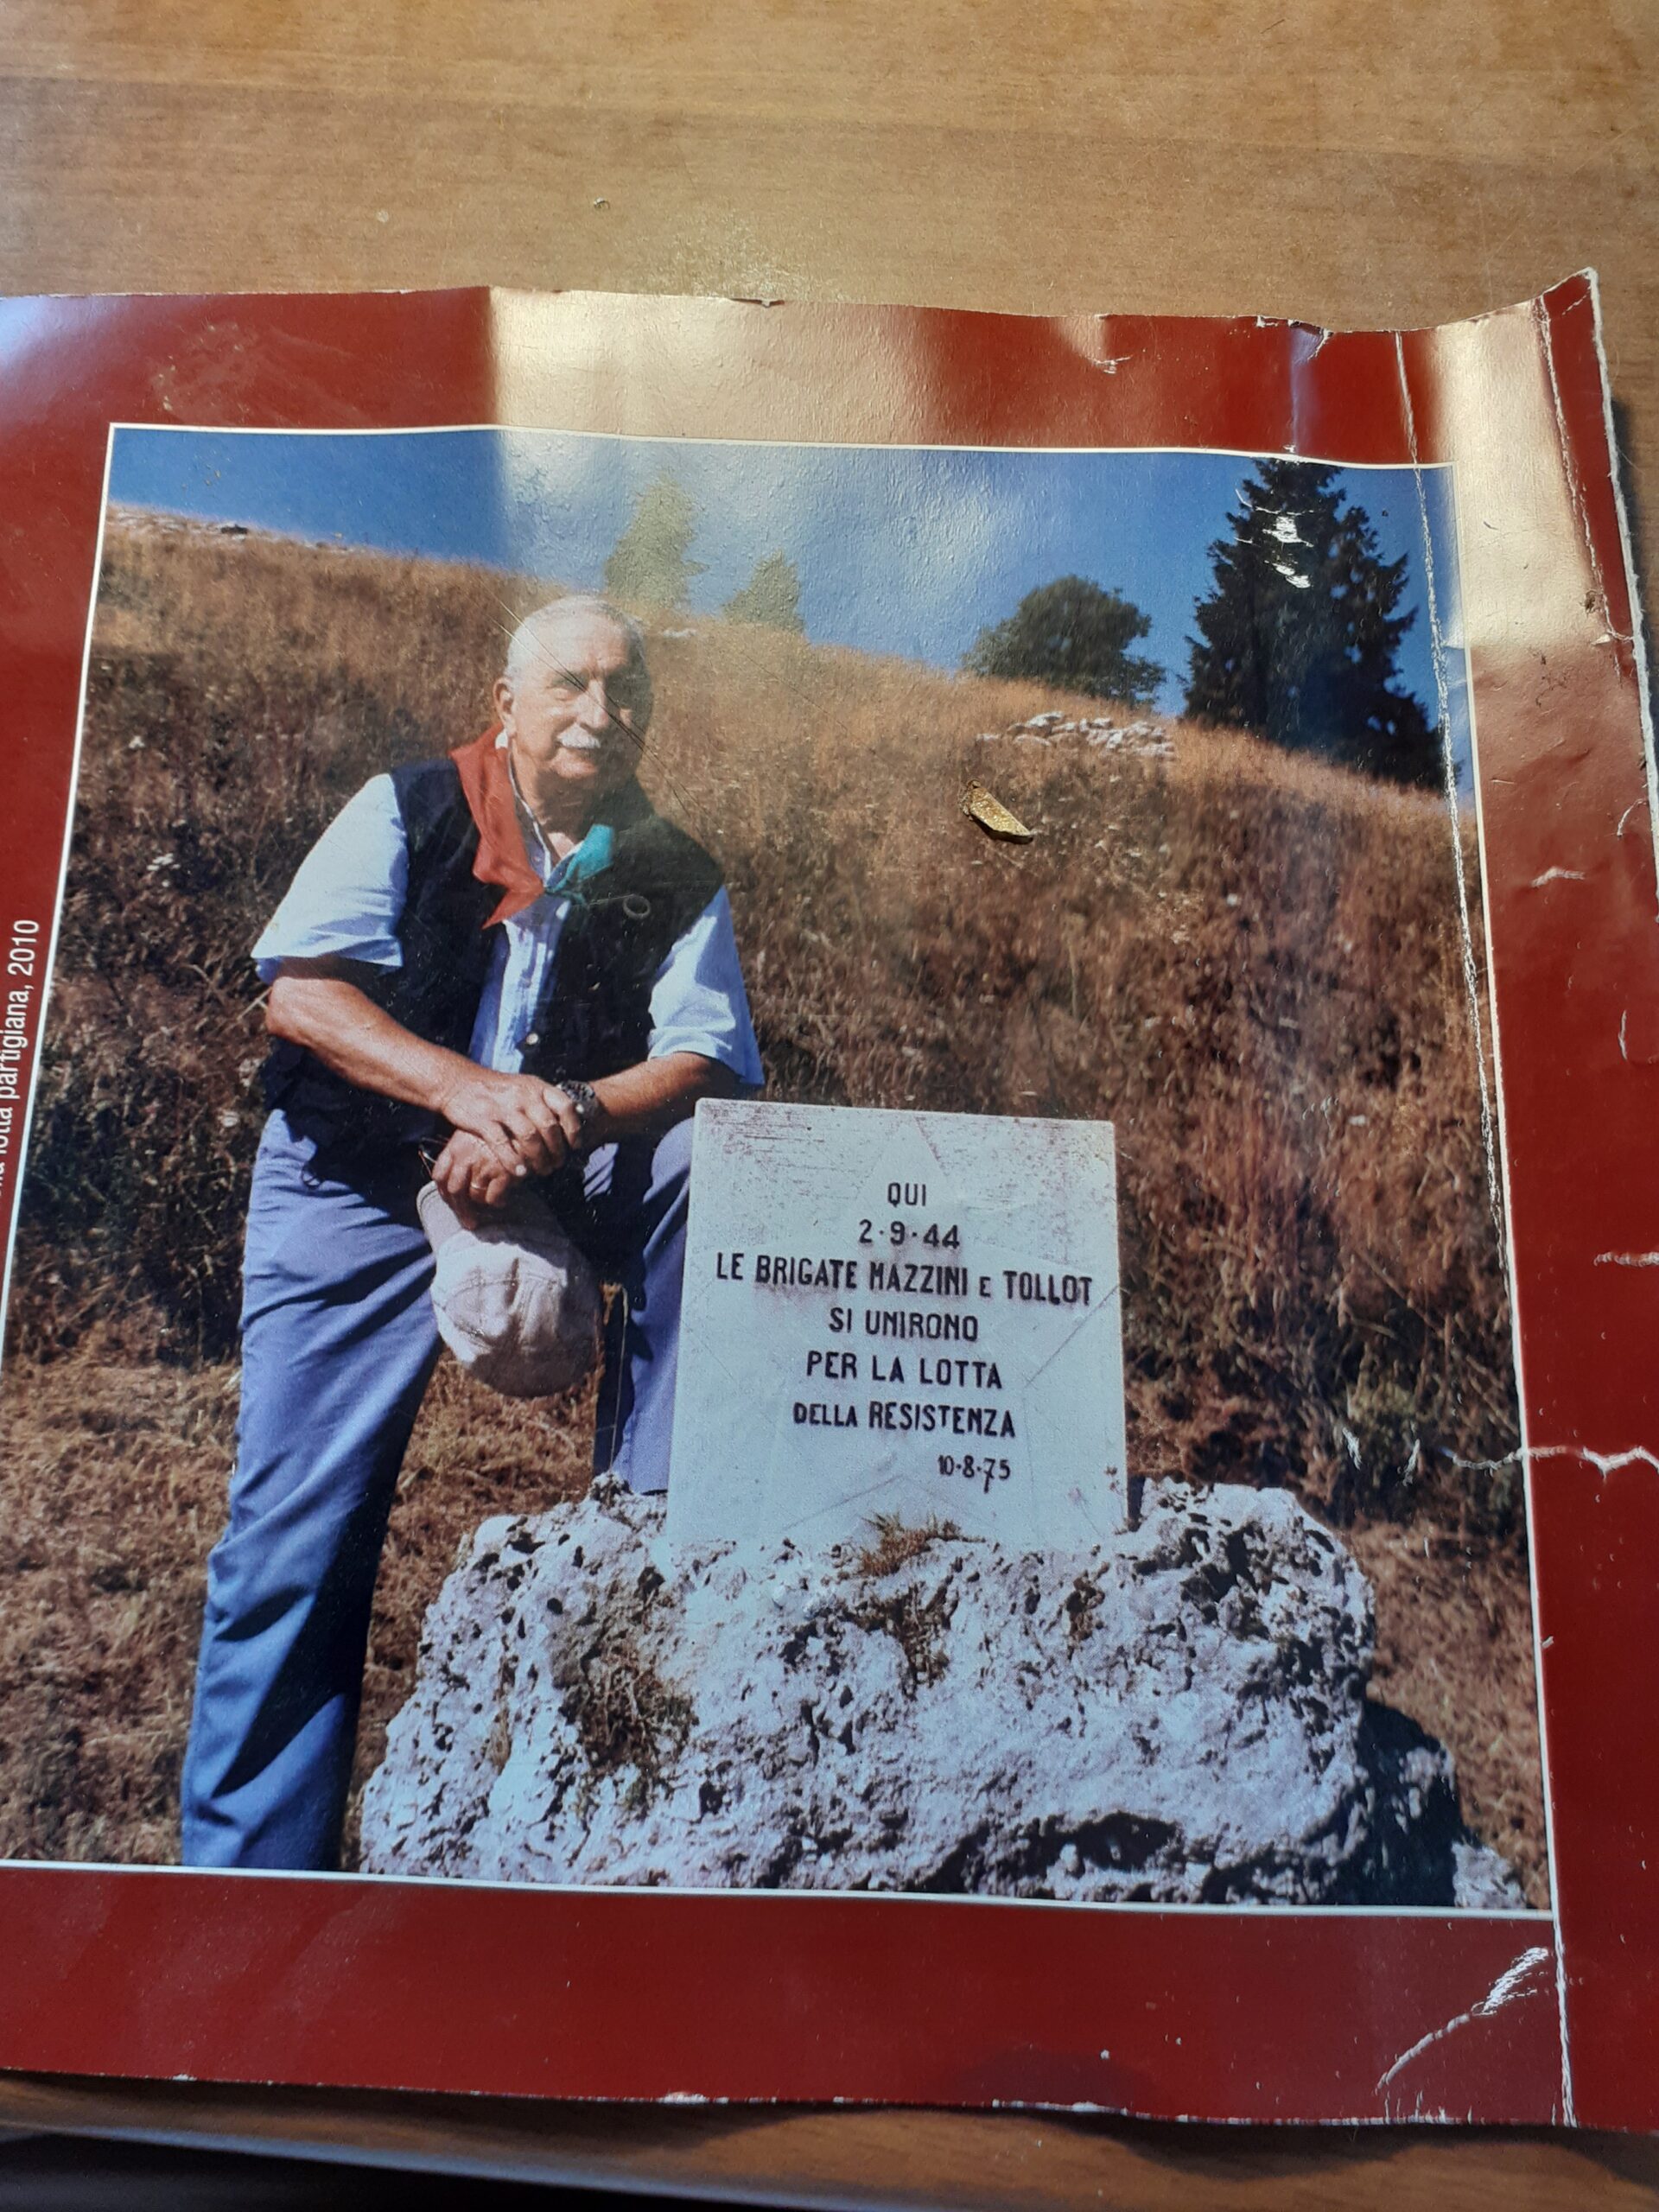 lotta partigiana, 2010
QUI
2·9·44
LE BRIGATE MAZZINI E TOLLOT
SI UNIRONO
PER LA LOTTA
DELLA RESISTENZA
10·8·75